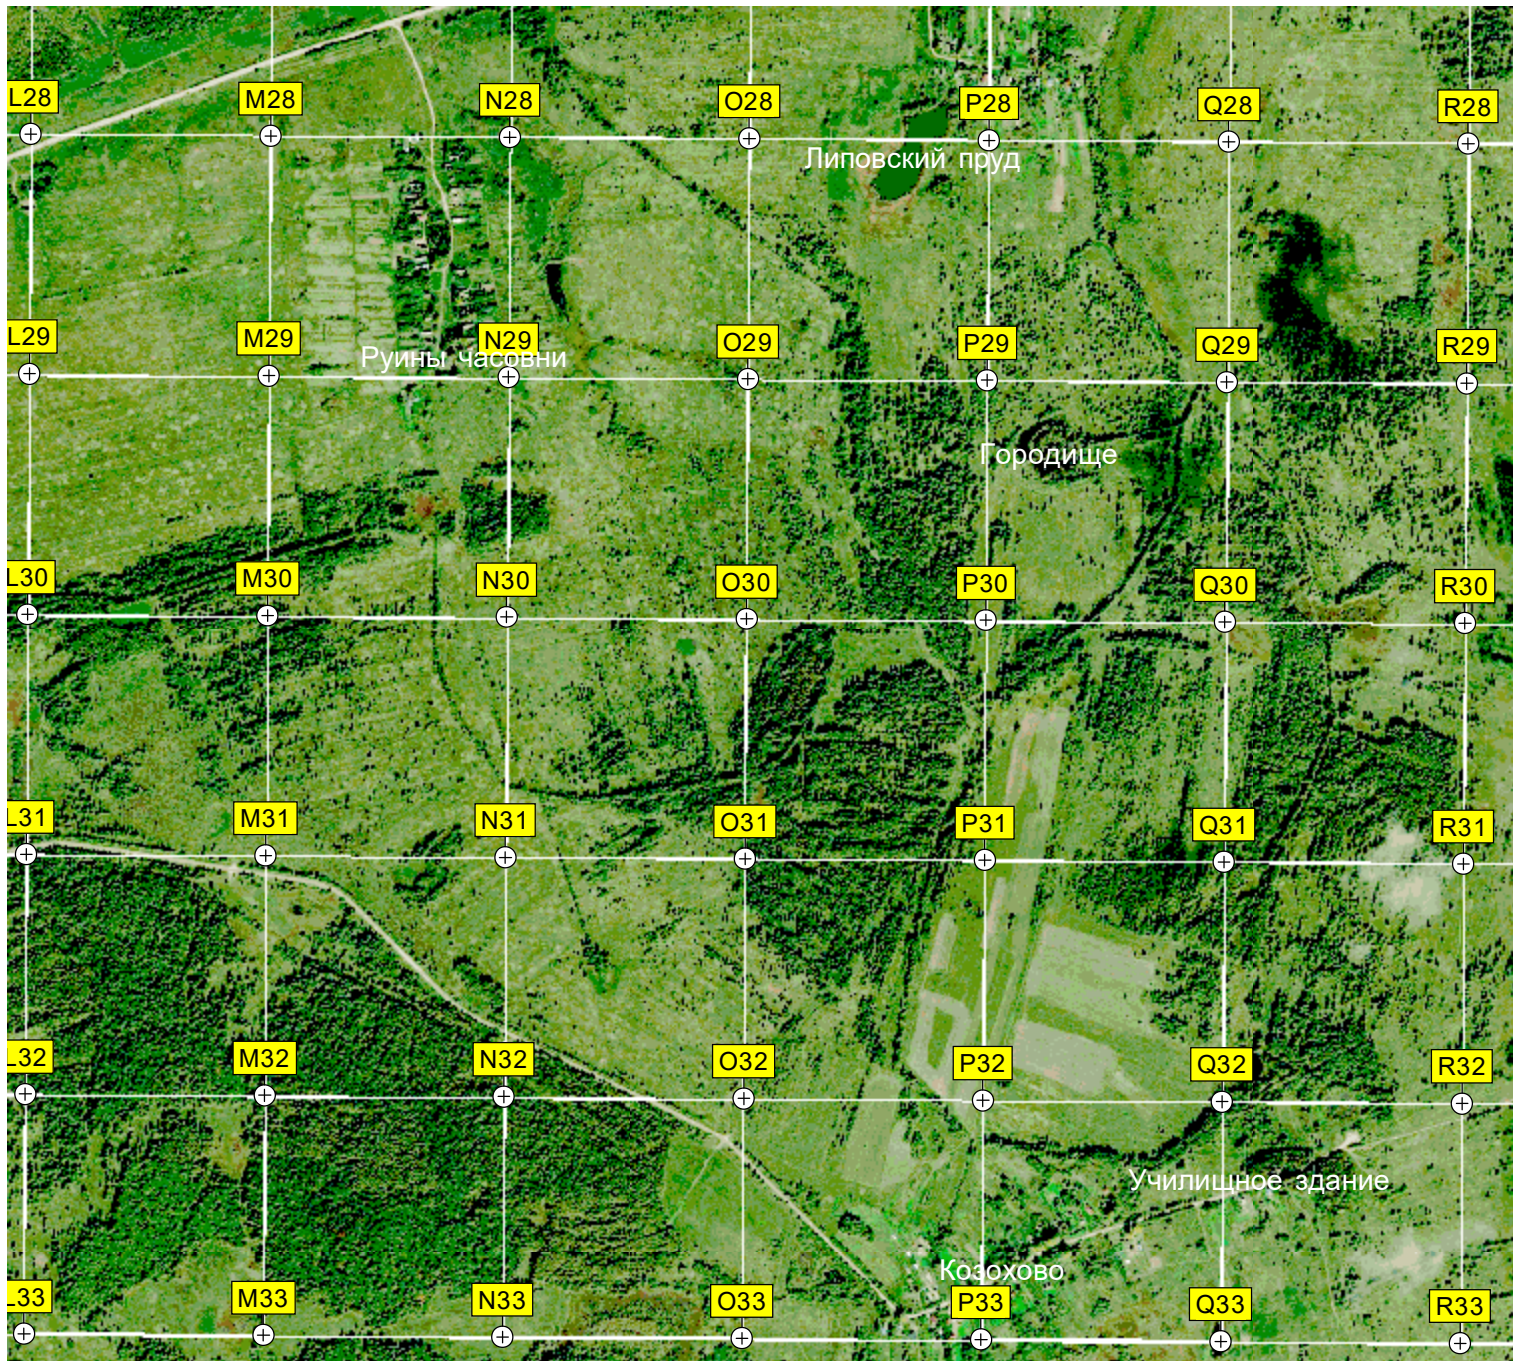 L28 M28 N28 O28 P28 Q28 R28
Липовский пруд
L29 M29 N29 O29 P29 Q29 R29
Руины часовни
Городище
L30 M30 N30 O30 P30 Q30 R30
L31 M31 N31 O31 P31 Q31 R31
L32 M32 N32 O32 P32 Q32 R32
Училищное здание
Козохово
L33 M33 N33 O33 P33 Q33 R33